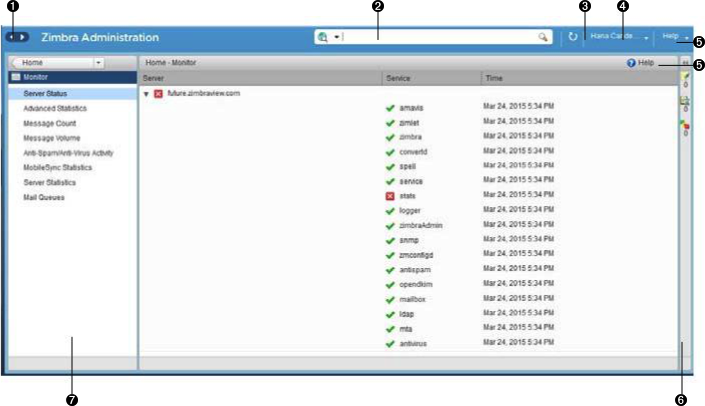 1 2 3 4
Zimbra Administration
Hana Cande... Help 5
Home Home - Monitor Help 5
Monitor Server Service Time
Server Status future.zimbraview.com 0
Advanced Statistics amavis Mar 24, 2015 5:34 PM 0
Message Count zimlet Mar 24, 2015 5:34 PM
Message Volume zimbra Mar 24, 2015 5:34 PM 0
Anti-Spam/Anti-Virus Activity convertd Mar 24, 2015 5:34 PM
MobileSync Statistics spell Mar 24, 2015 5:34 PM
Server Statistics service Mar 24, 2015 5:34 PM
Mail Queues stats Mar 24, 2015 5:34 PM
logger Mar 24, 2015 5:34 PM
zimbraAdmin Mar 24, 2015 5:34 PM
snmp Mar 24, 2015 5:34 PM
zmconfigd Mar 24, 2015 5:34 PM
antispam Mar 24, 2015 5:34 PM
opendkim Mar 24, 2015 5:34 PM
mailbox Mar 24, 2015 5:34 PM
ldap Mar 24, 2015 5:34 PM
mta Mar 24, 2015 5:34 PM
antivirus Mar 24, 2015 5:34 PM
7 6